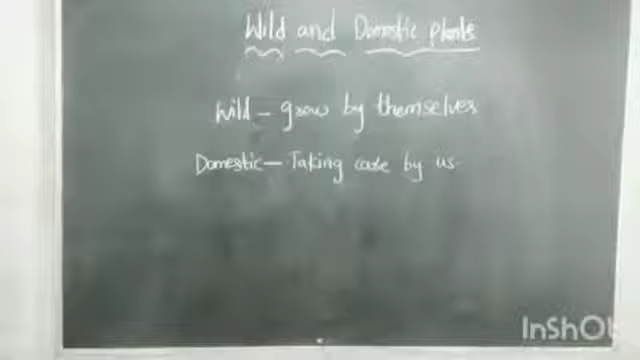 Wild and Domestic plants
Wild - grow by themselves
Domestic - Taking care by us.
InShOt